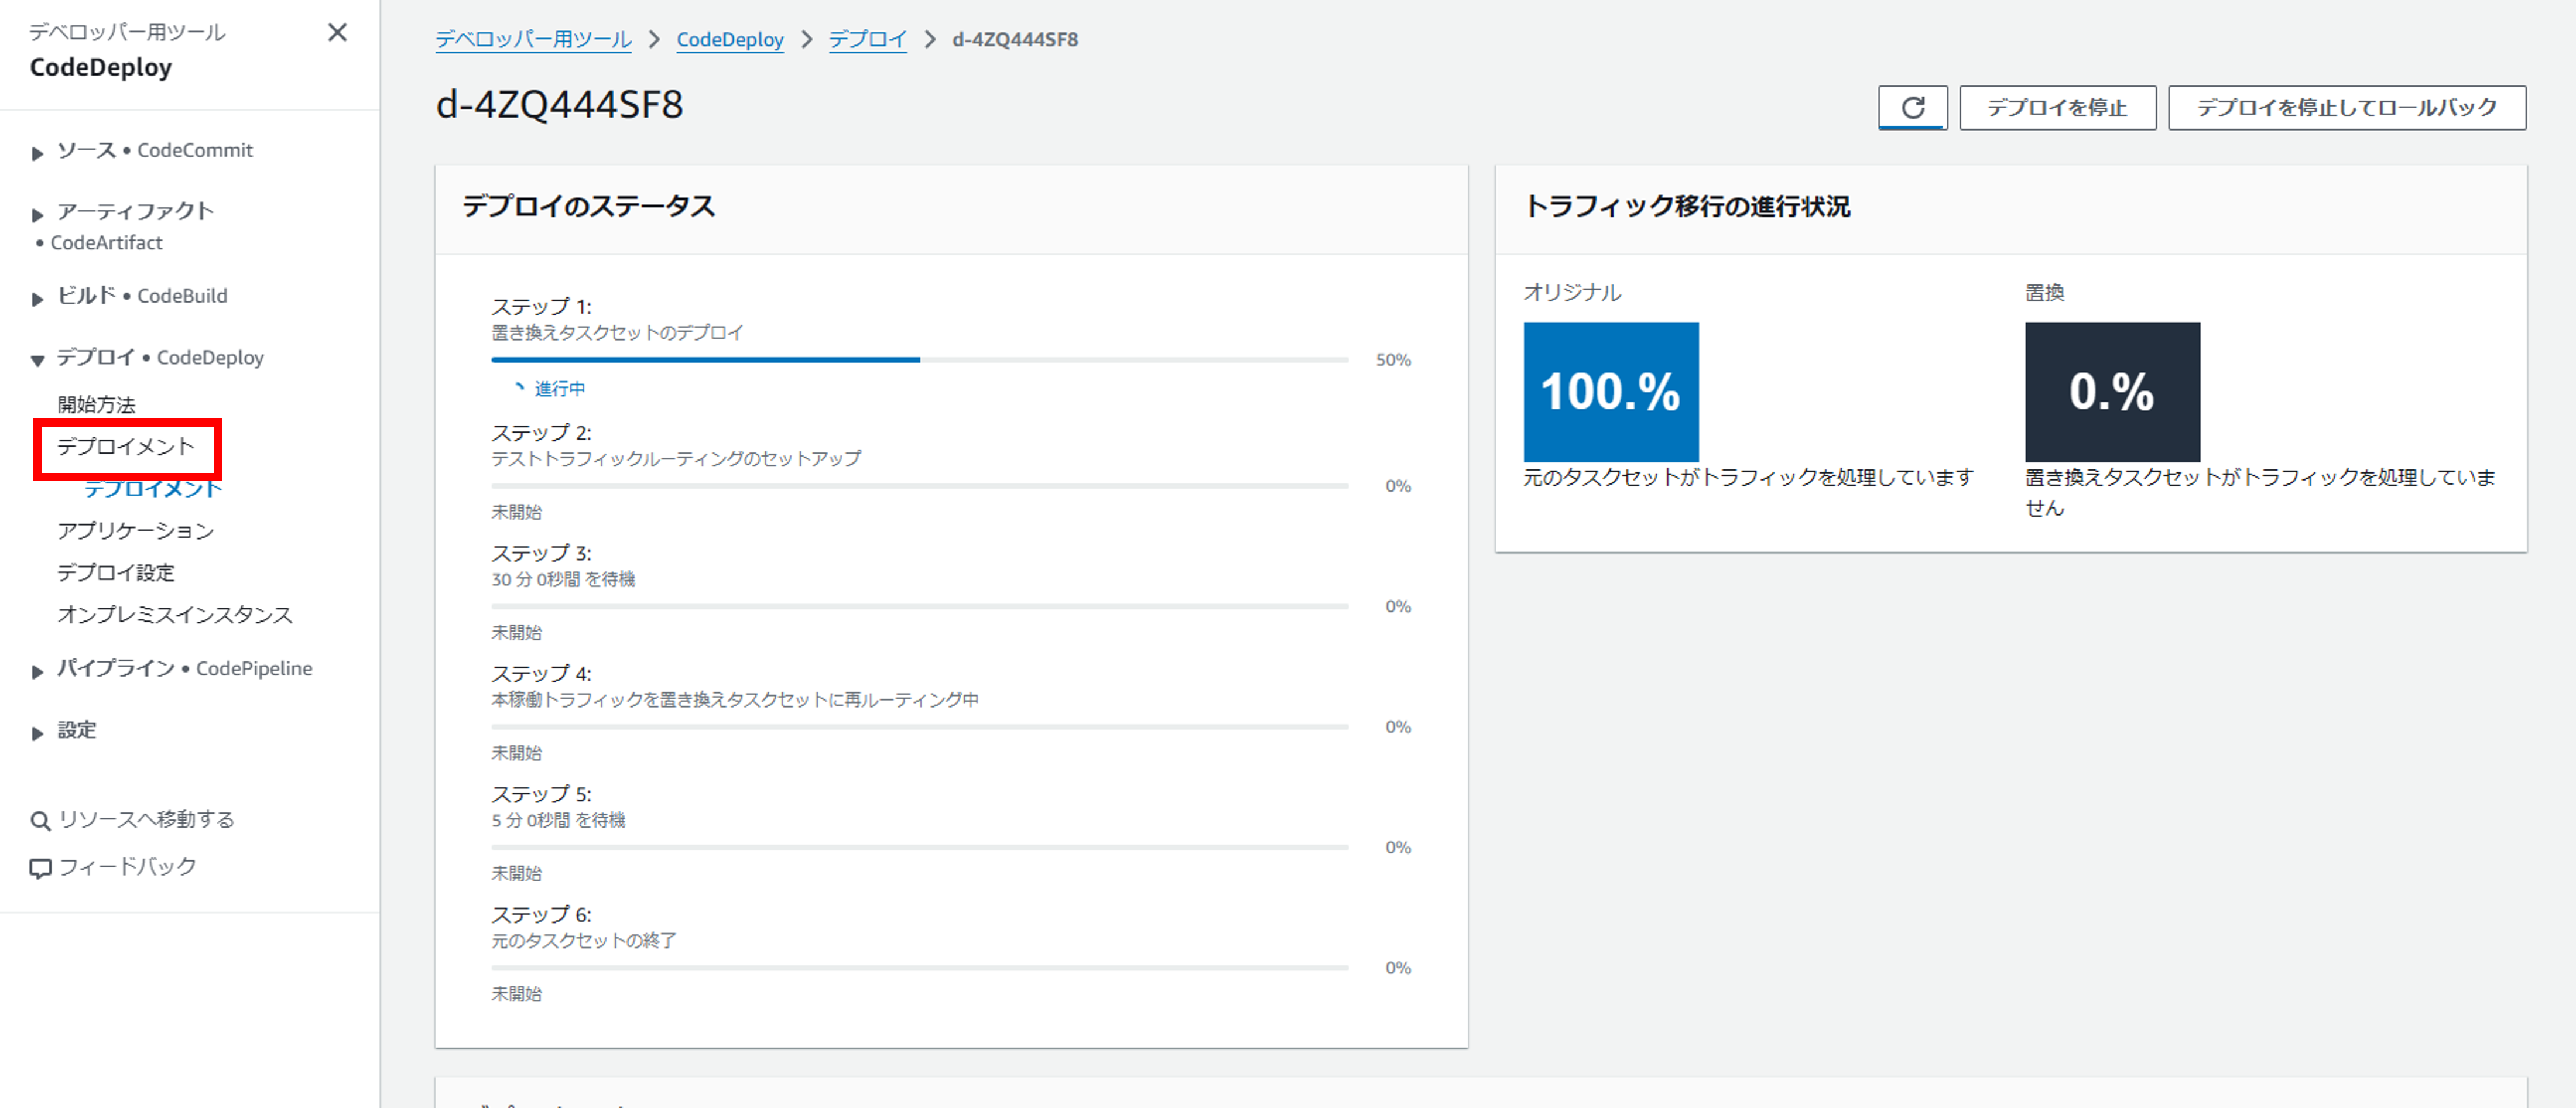 デベロッパー用ツール
CodeDeploy
ソース • CodeCommit
アーティファクト
• CodeArtifact
ビルド • CodeBuild
デプロイ • CodeDeploy
開始方法
デプロイメント
デプロイメント
アプリケーション
デプロイ設定
オンプレミスインスタンス
パイプライン • CodePipeline
設定
リソースへ移動する
フィードバック
デベロッパー用ツール > CodeDeploy > デプロイ > d-4ZQ444SF8
d-4ZQ444SF8
デプロイを停止
デプロイを停止してロールバック
デプロイのステータス
ステップ 1:
置き換えタスクセットのデプロイ
50%
進行中
ステップ 2:
テストトラフィックルーティングのセットアップ
0%
未開始
ステップ 3:
30 分 0秒間 を待機
0%
未開始
ステップ 4:
本稼働トラフィックを置き換えタスクセットに再ルーティング中
0%
未開始
ステップ 5:
5 分 0秒間 を待機
0%
未開始
ステップ 6:
元のタスクセットの終了
0%
未開始
トラフィック移行の進行状況
オリジナル
100.%
元のタスクセットがトラフィックを処理しています
置換
0.%
置き換えタスクセットがトラフィックを処理していま
せん